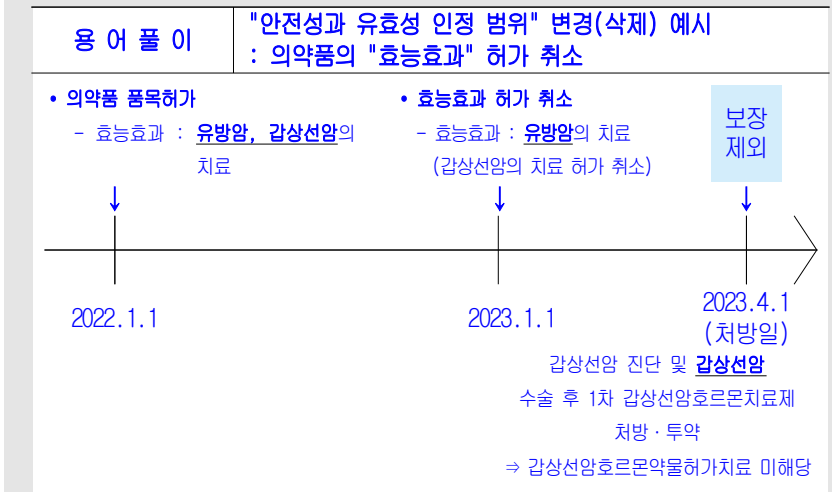 용 어 풀 이
"안전성과 유효성 인정 범위" 변경(삭제) 예시
: 의약품의 "효능효과" 허가 취소
• 의약품 품목허가
- 효능효과 : 유방암, 갑상선암의
치료
• 효능효과 허가 취소
- 효능효과 : 유방암의 치료
(갑상선암의 치료 허가 취소)
보장
제외
2022.1.1
2023.1.1
2023.4.1
(처방일)
갑상선암 진단 및 갑상선암
수술 후 1차 갑상선암호르몬치료제
처방·투약
⇒ 갑상선암호르몬약물허가치료 미해당